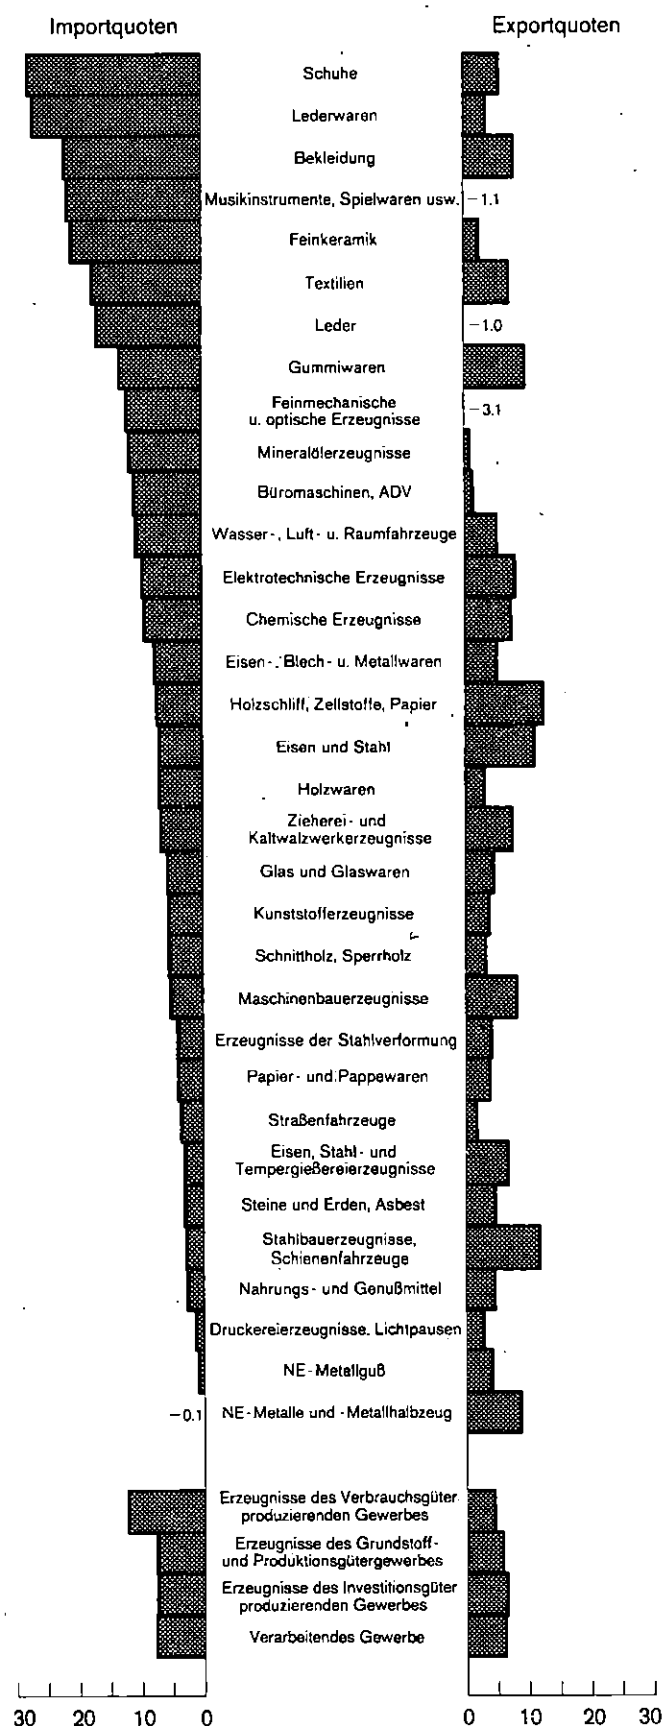 Importquoten
Exportquoten
Schuhe
Lederwaren
Bekleidung
Musikinstrumente, Spielwaren usw.
−1.1
Feinkeramik
Textilien
Leder
−1.0
Gummiwaren
Feinmechanische
u. optische Erzeugnisse
−3.1
Mineralölerzeugnisse
Büromaschinen, ADV
Wasser-, Luft- u. Raumfahrzeuge
Elektrotechnische Erzeugnisse
Chemische Erzeugnisse
Eisen-, Blech- u. Metallwaren
Holzschliff, Zellstoffe, Papier
Eisen und Stahl
Holzwaren
Zieherei- und
Kaltwalzwerkerzeugnisse
Glas und Glaswaren
Kunststofferzeugnisse
Schnittholz, Sperrholz
Maschinenbauerzeugnisse
Erzeugnisse der Stahlverformung
Papier- und Pappewaren
Straßenfahrzeuge
Eisen, Stahl- und
Tempergießereierzeugnisse
Steine und Erden, Asbest
Stahlbauerzeugnisse,
Schienenfahrzeuge
Nahrungs- und Genußmittel
Druckereierzeugnisse. Lichtpausen
NE-Metallguß
−0.1
NE-Metalle und -Metallhalbzeug
Erzeugnisse des Verbrauchsgüter
produzierenden Gewerbes
Erzeugnisse des Grundstoff-
und Produktionsgütergewerbes
Erzeugnisse des Investitionsgüter
produzierenden Gewerbes
Verarbeitendes Gewerbe
30 20 10 0
0 10 20 30